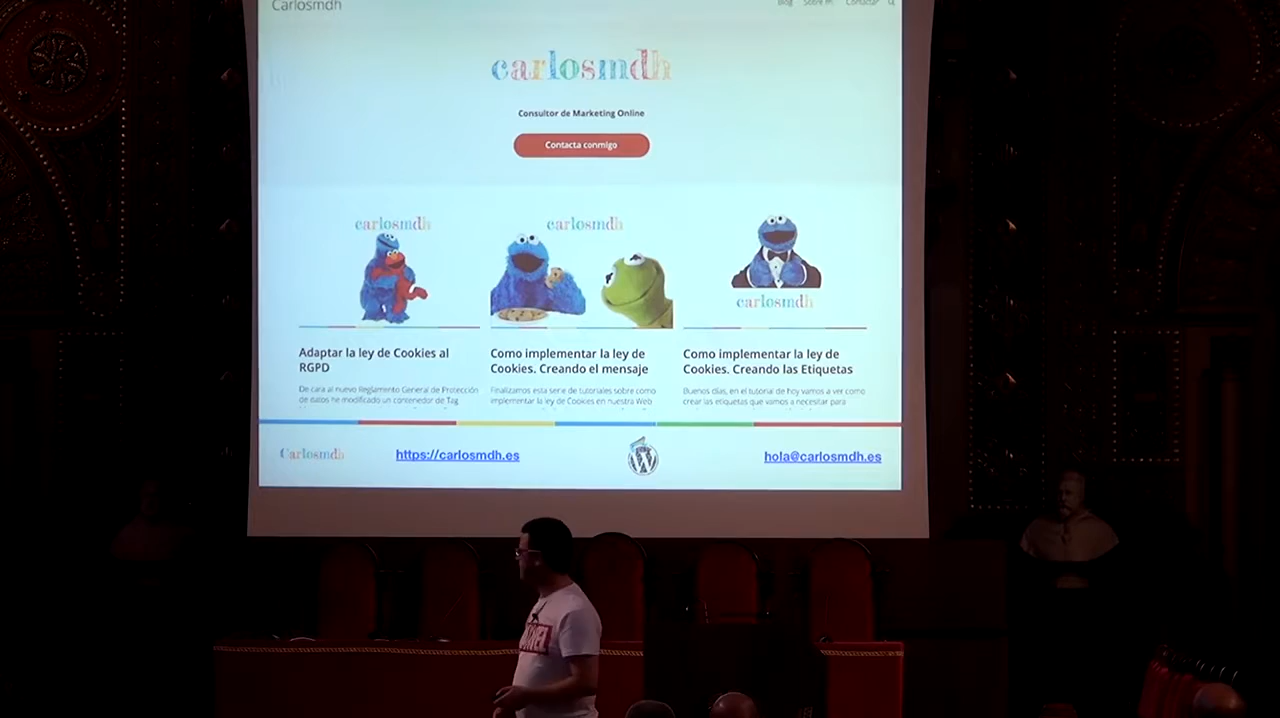 Carlosmdh
Blog Sobre mi Contactar
carlosmdh
Consultor de Marketing Online
Contacta conmigo
carlosmdh
carlosmdh
carlosmdh
Adaptar la ley de Cookies al
RGPD
De cara al nuevo Reglamento General de Protección
de datos he modificado un contenedor de Tag
Como implementar la ley de
Cookies. Creando el mensaje
Finalizamos esta serie de tutoriales sobre como
implementar la ley de Cookies en nuestra Web
Como implementar la ley de
Cookies. Creando las Etiquetas
Buenos días, en el tutorial de hoy vamos a ver como
crear las etiquetas que vamos a necesitar para
Carlosmdh
https://carlosmdh.es
W
hola@carlosmdh.es